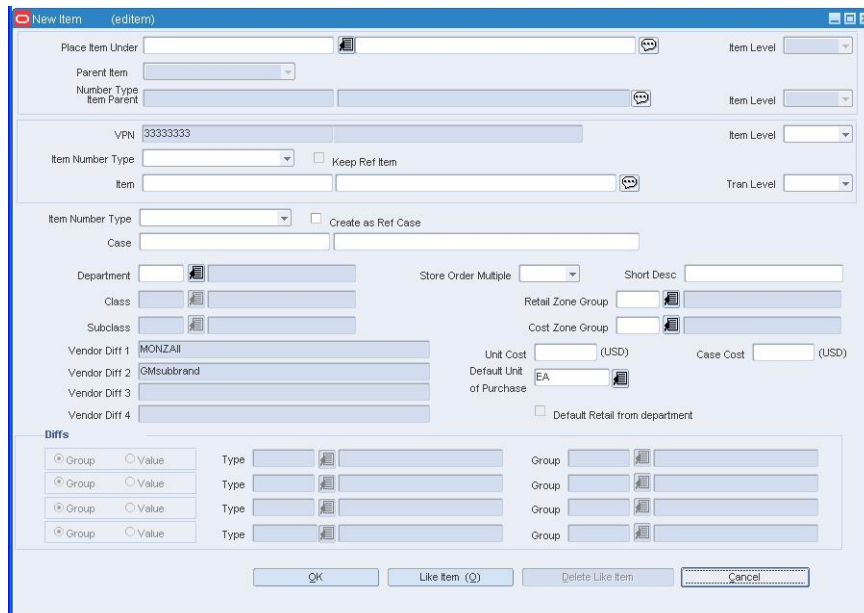 New Item (editem)
Place Item Under Item Level
Parent Item
Number Type
Item Parent Item Level
VPN 33333333 Item Level
Item Number Type Keep Ref Item
Item Tran Level
Item Number Type Create as Ref Case
Case
Department Store Order Multiple Short Desc
Class Retail Zone Group
Subclass Cost Zone Group
Vendor Diff 1 MONZAII Unit Cost (USD) Case Cost (USD)
Vendor Diff 2 GMsubbrand Default Unit
of Purchase EA
Vendor Diff 3
Vendor Diff 4 Default Retail from department
Diffs
Group Value Type Group
Group Value Type Group
Group Value Type Group
Group Value Type Group
OK Like Item (Q) Delete Like Item Cancel